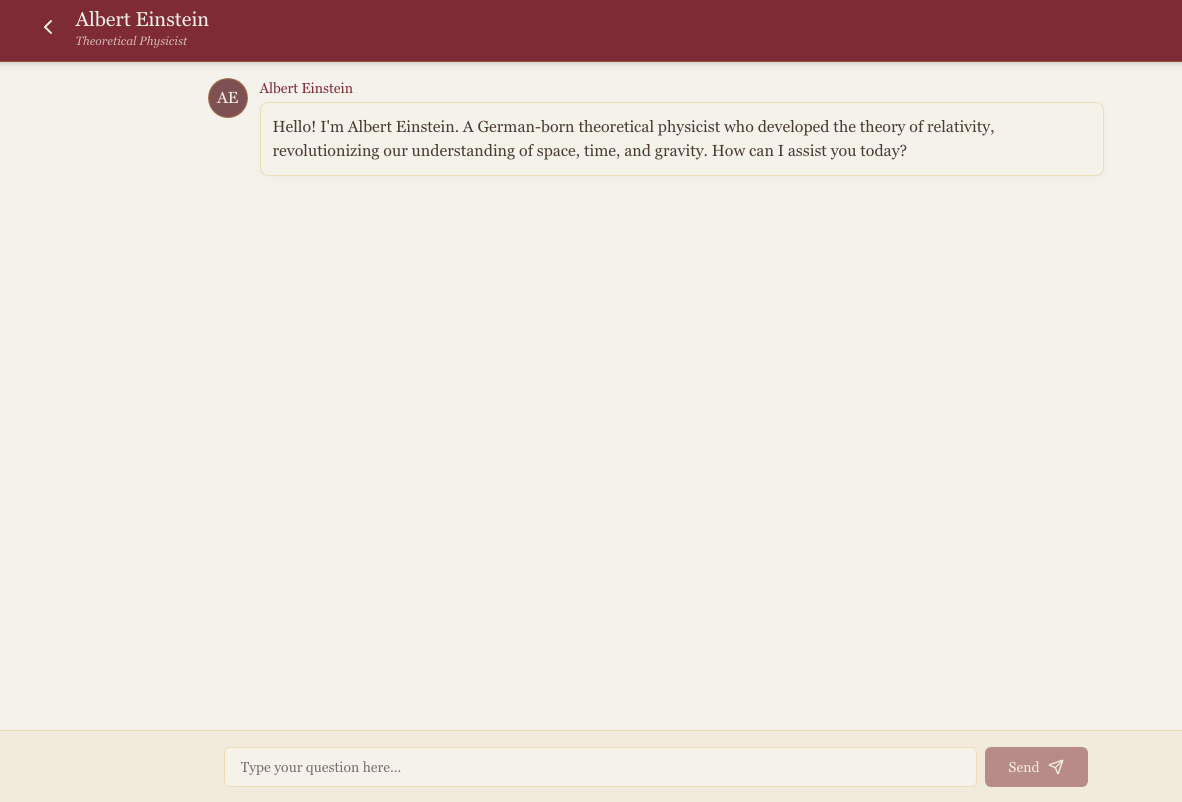 Albert Einstein
Theoretical Physicist
AE
Albert Einstein
Hello! I'm Albert Einstein. A German-born theoretical physicist who developed the theory of relativity,
revolutionizing our understanding of space, time, and gravity. How can I assist you today?
Type your question here...
Send